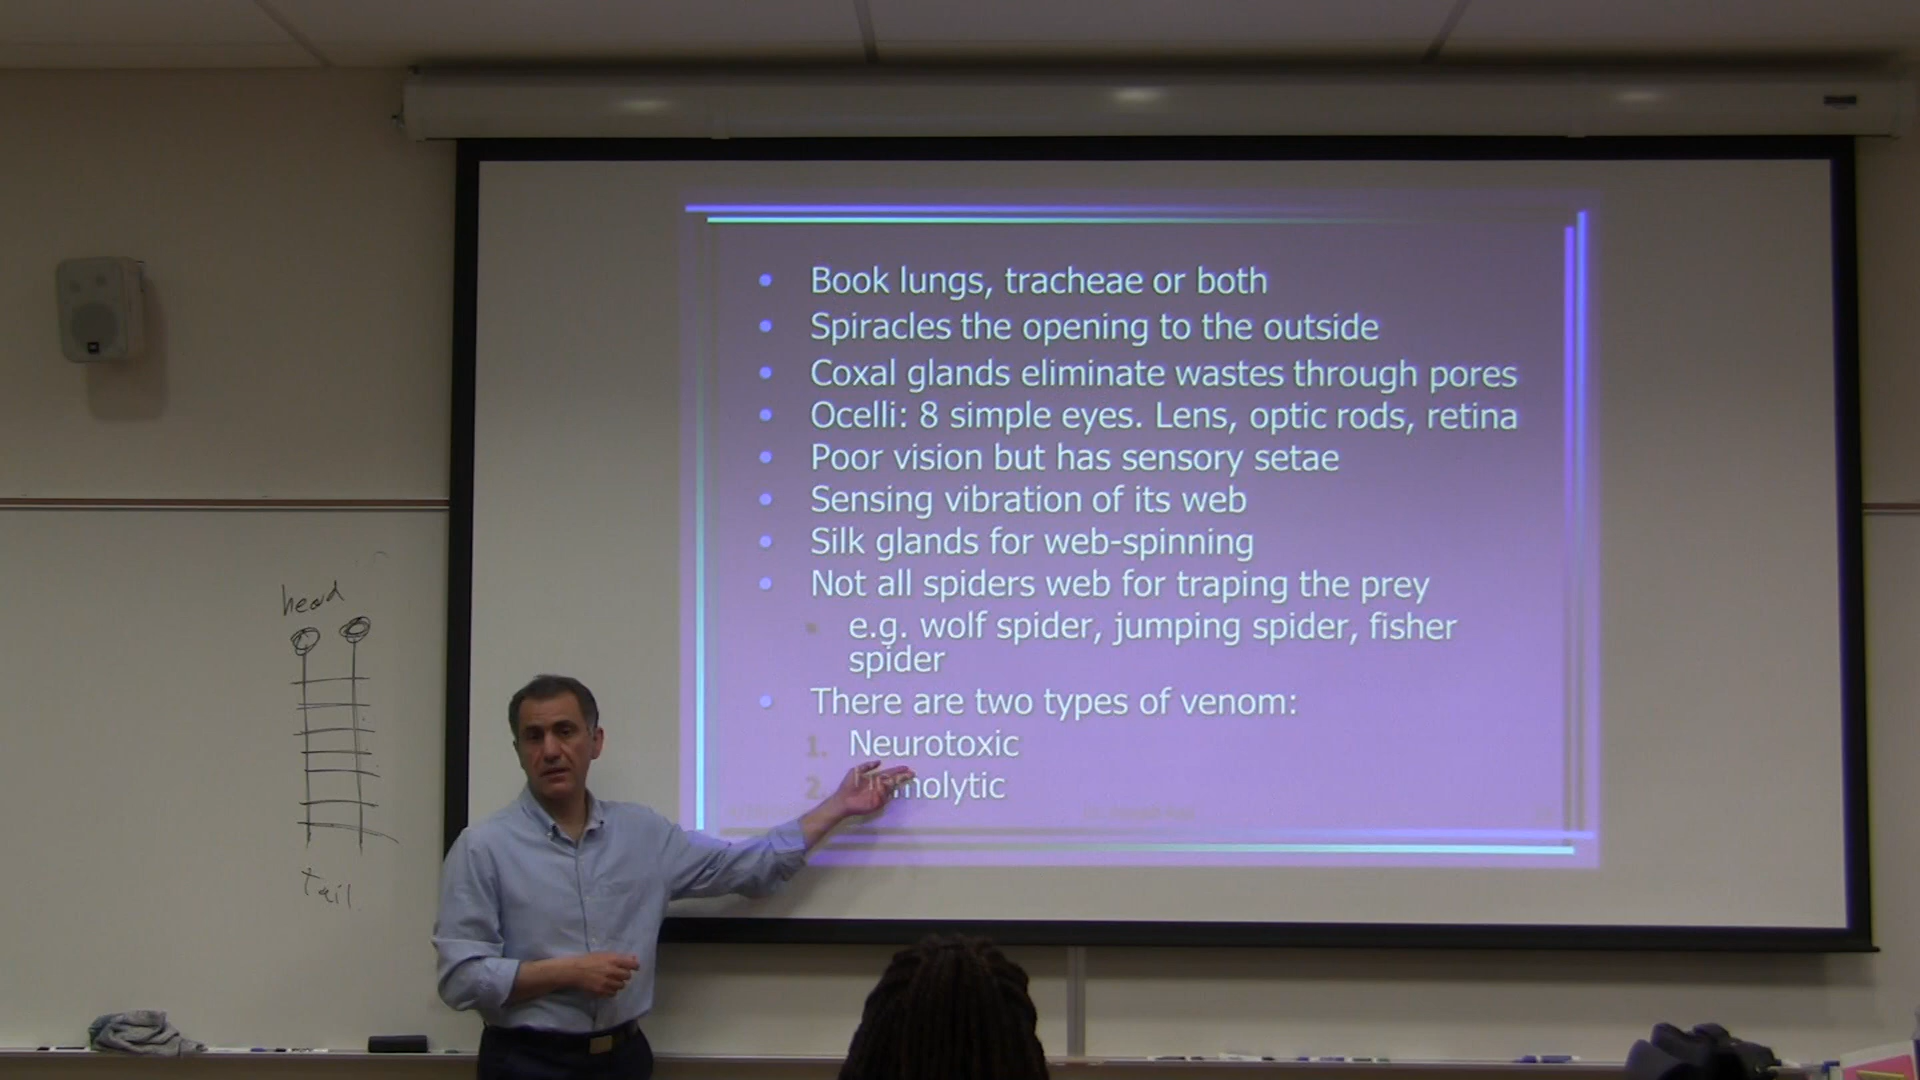 Book lungs, tracheae or both
Spiracles the opening to the outside
Coxal glands eliminate wastes through pores
Ocelli: 8 simple eyes. Lens, optic rods, retina
Poor vision but has sensory setae
Sensing vibration of its web
Silk glands for web-spinning
Not all spiders web for traping the prey
e.g. wolf spider, jumping spider, fisher
spider
There are two types of venom:
1. Neurotoxic
2. Hemolytic
head
tail